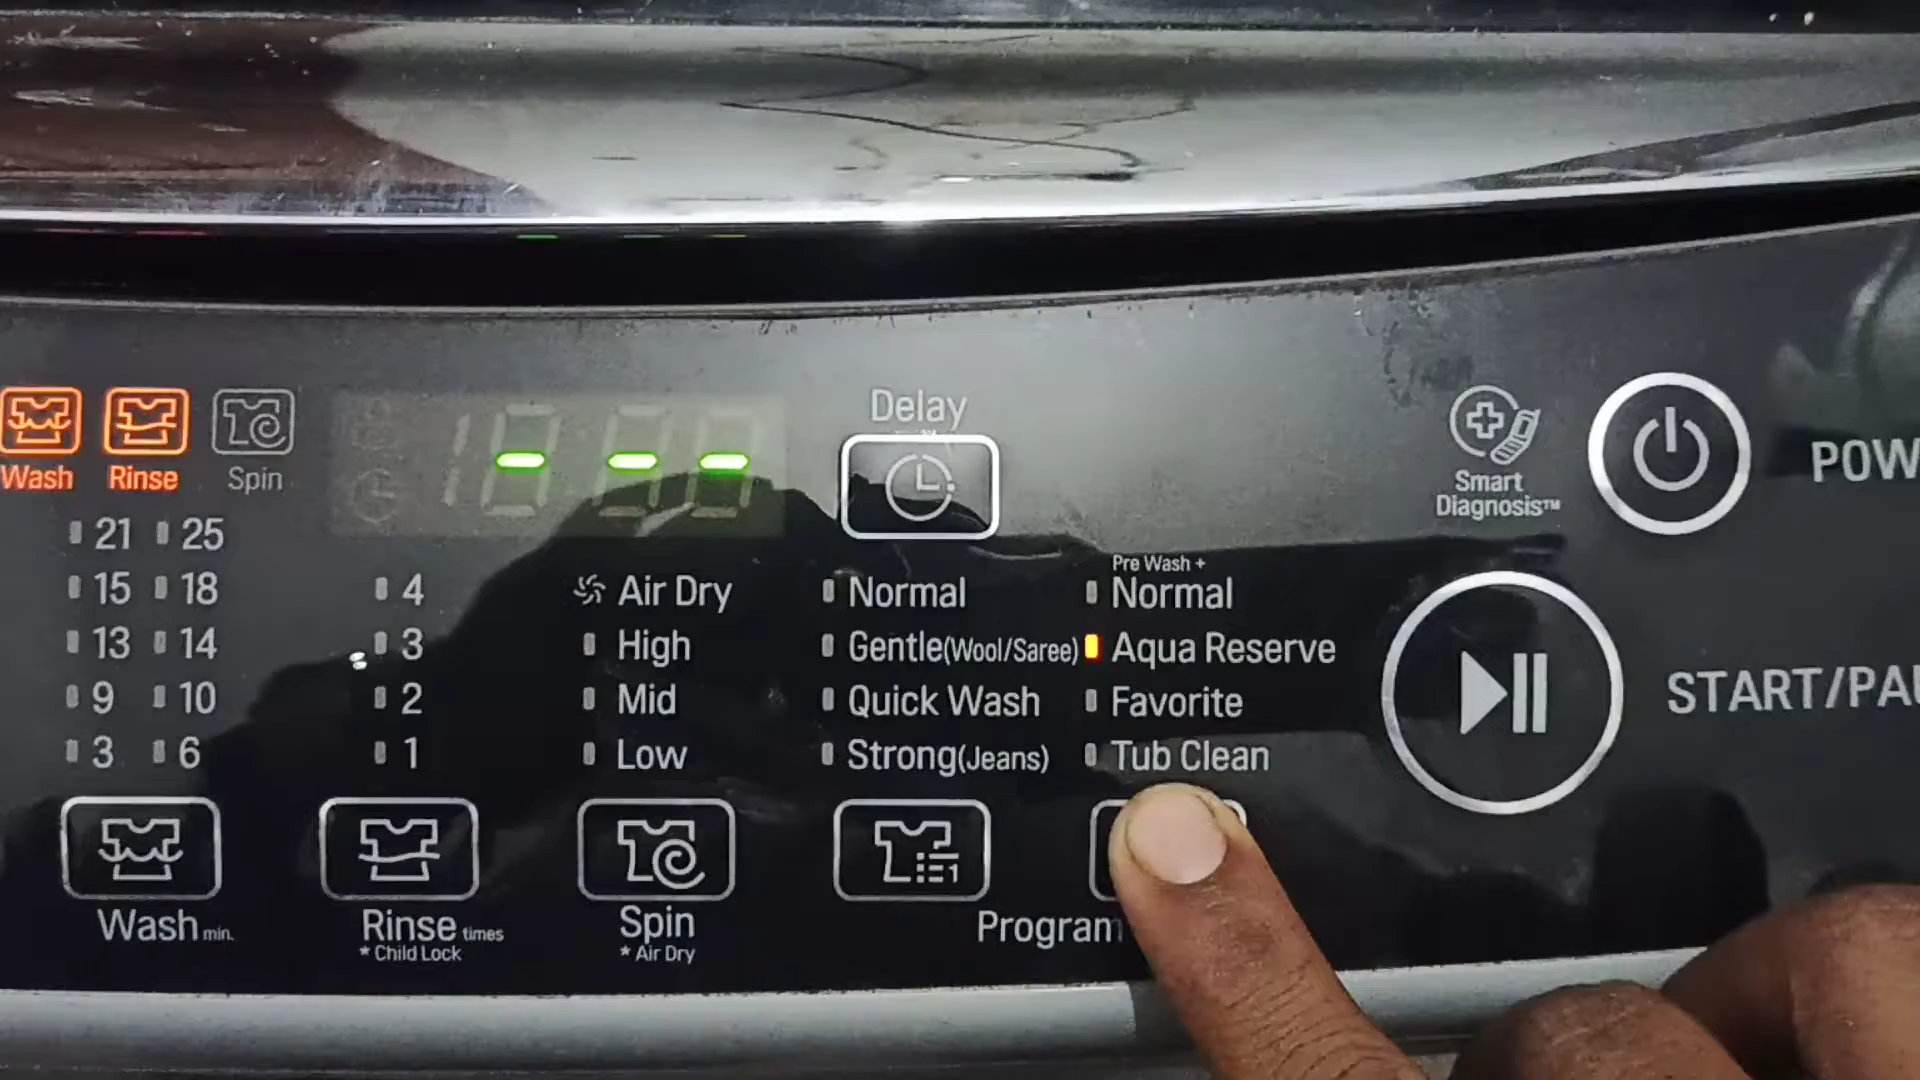 Delay
Wash Rinse Spin
- - -
Smart
Diagnosis™
POW
21 25
15 18
13 14
9 10
3 6
4
3
2
1
Air Dry
High
Mid
Low
Normal
Gentle(Wool/Saree)
Quick Wash
Strong(Jeans)
Pre Wash +
Normal
Aqua Reserve
Favorite
Tub Clean
START/PAU
Wash min.
Rinse times
* Child Lock
Spin
* Air Dry
Program